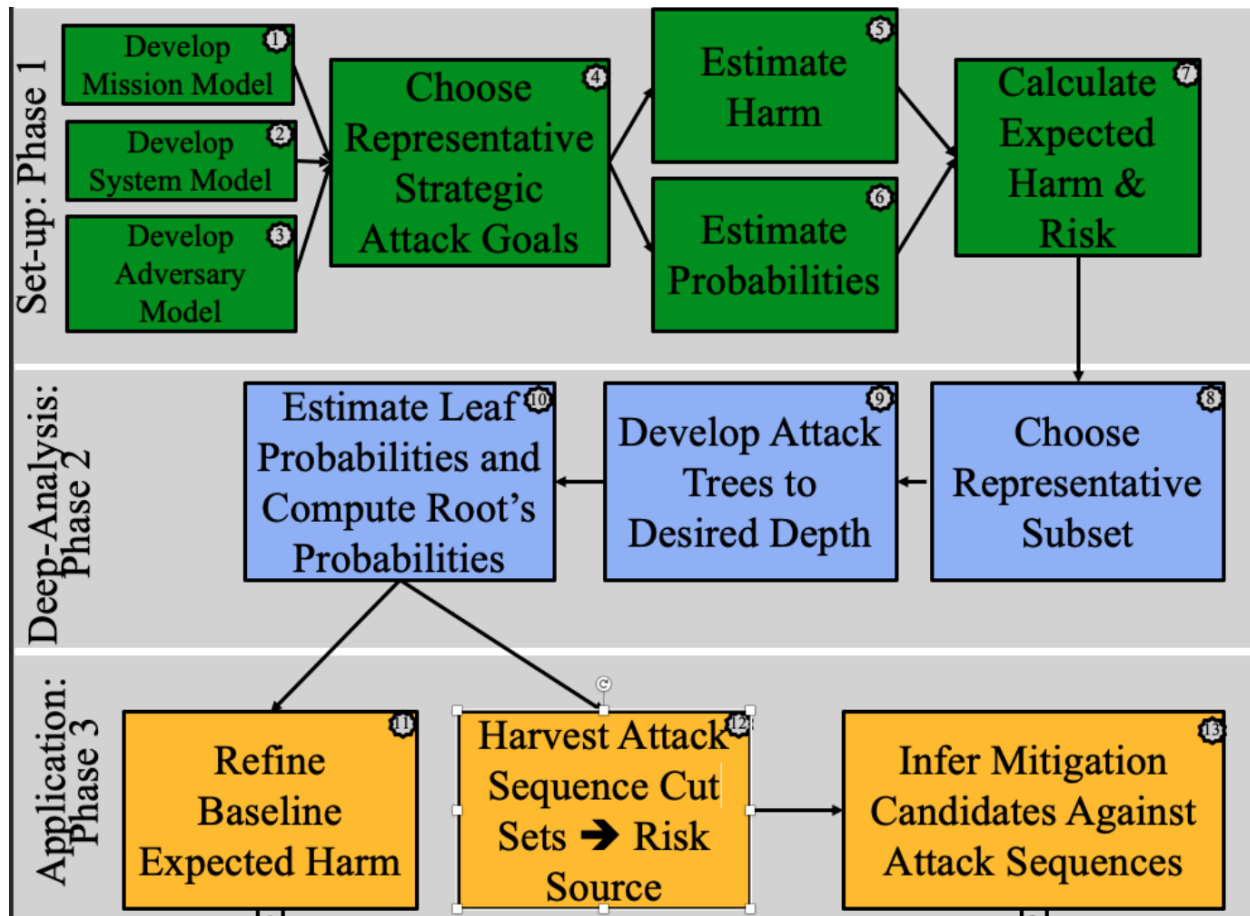 Set-up: Phase 1
1
Develop
Mission Model
2
Develop
System Model
3
Develop
Adversary
Model
4
Choose
Representative
Strategic
Attack Goals
5
Estimate
Harm
6
Estimate
Probabilities
7
Calculate
Expected
Harm &
Risk
Deep-Analysis:
Phase 2
10
Estimate Leaf
Probabilities and
Compute Root’s
Probabilities
9
Develop Attack
Trees to
Desired Depth
8
Choose
Representative
Subset
Application:
Phase 3
11
Refine
Baseline
Expected Harm
12
Harvest Attack
Sequence Cut
Sets ➔ Risk
Source
13
Infer Mitigation
Candidates Against
Attack Sequences